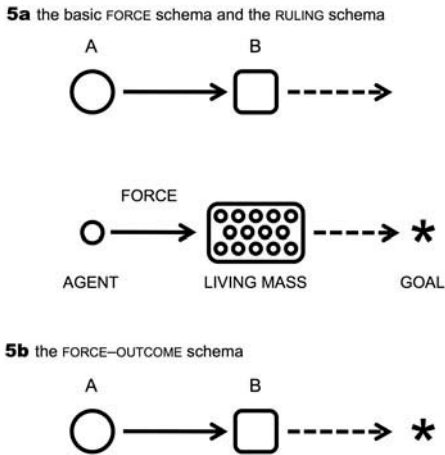 5a the basic FORCE schema and the RULING schema
A B
FORCE
AGENT LIVING MASS GOAL
5b the FORCE–OUTCOME schema
A B